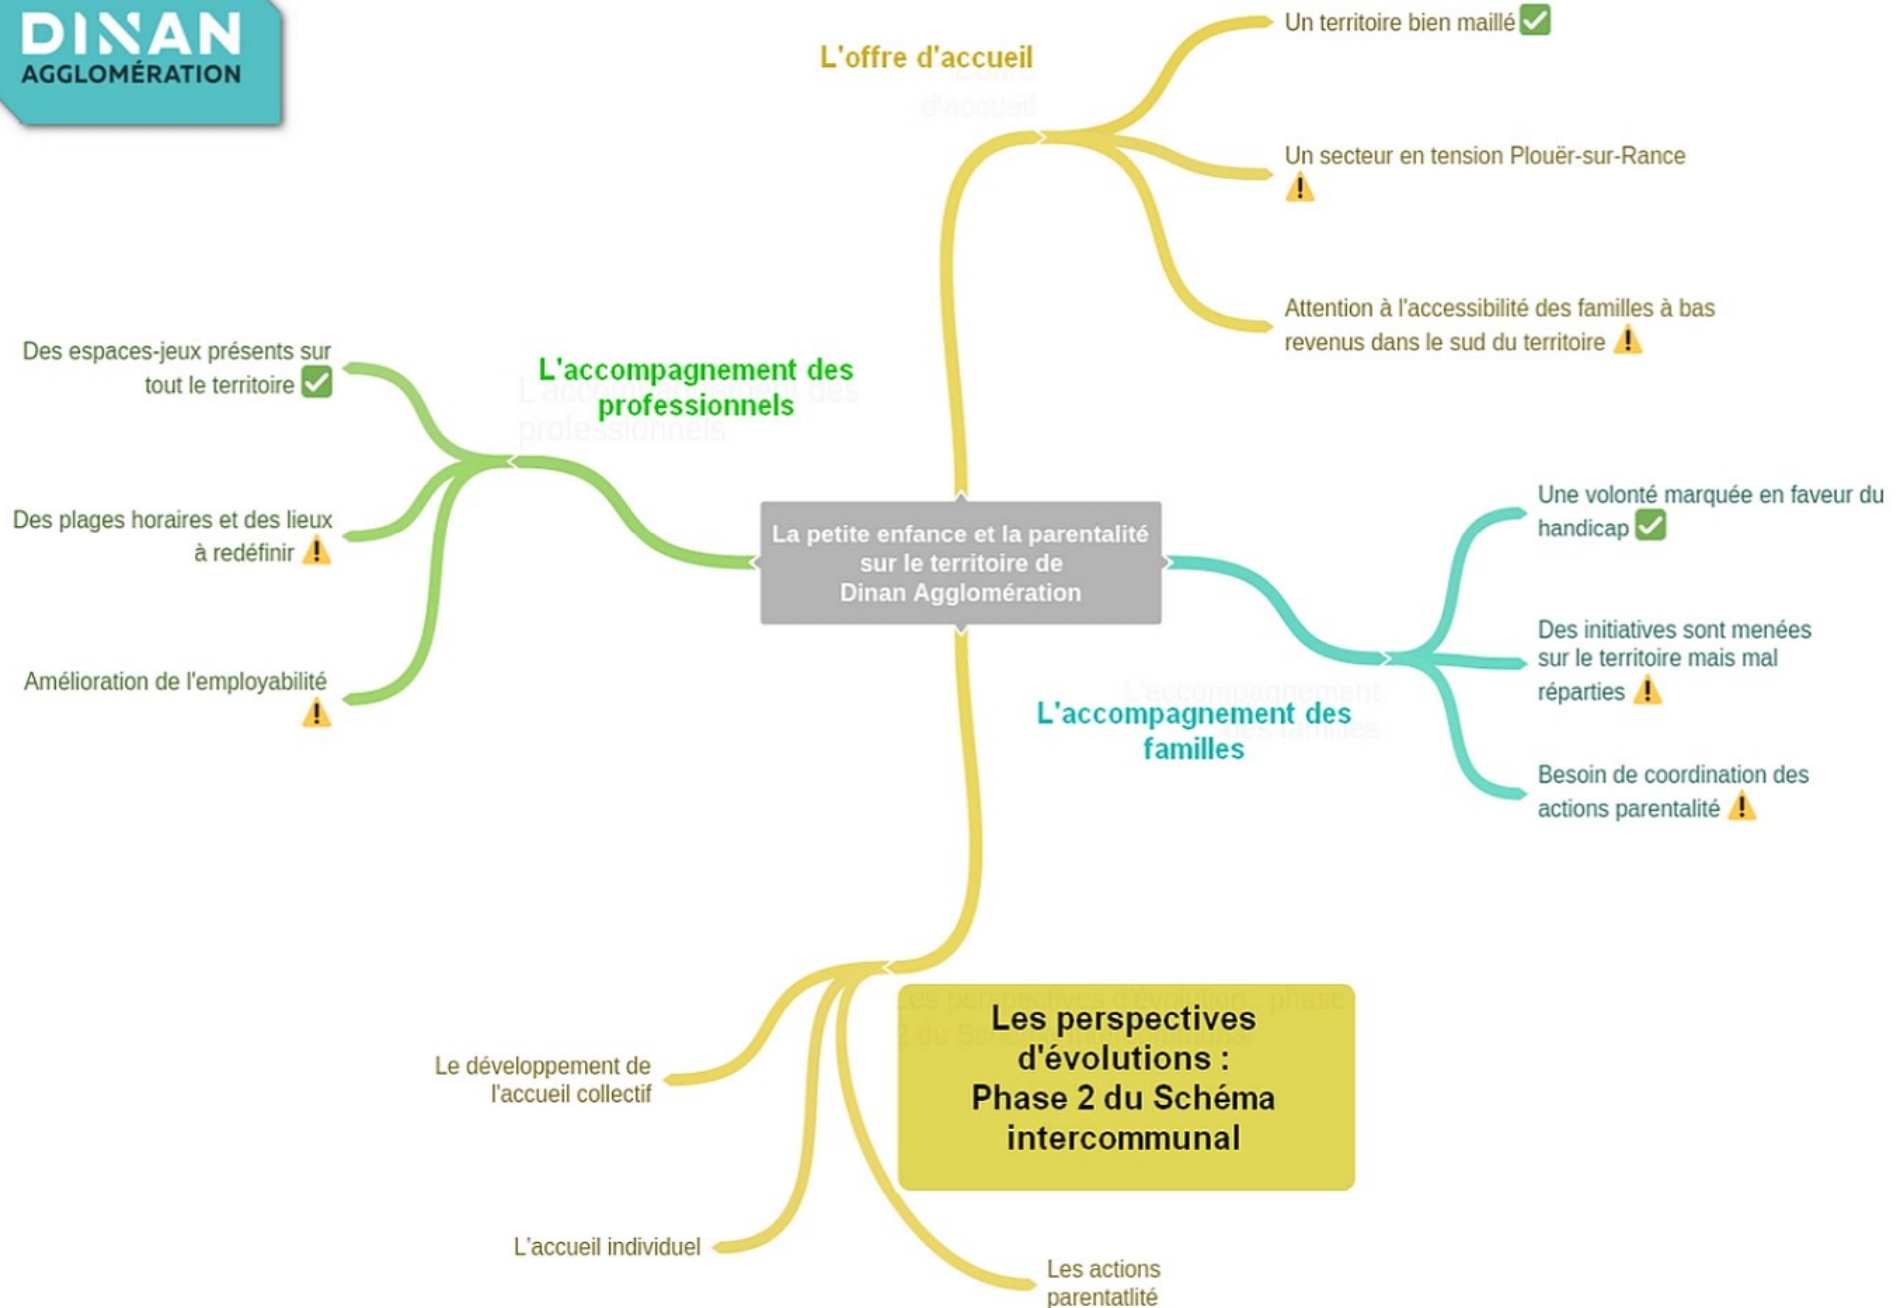 DINAN
AGGLOMÉRATION
L'offre d'accueil
Un territoire bien maillé
Un secteur en tension Plouër-sur-Rance
Attention à l'accessibilité des familles à bas
revenus dans le sud du territoire
L'accompagnement des
professionnels
Des espaces-jeux présents sur
tout le territoire
Des plages horaires et des lieux
à redéfinir
Amélioration de l'employabilité
La petite enfance et la parentalité
sur le territoire de
Dinan Agglomération
L'accompagnement des
familles
Une volonté marquée en faveur du
handicap
Des initiatives sont menées
sur le territoire mais mal
réparties
Besoin de coordination des
actions parentalité
Les perspectives
d'évolutions :
Phase 2 du Schéma
intercommunal
Le développement de
l'accueil collectif
L'accueil individuel
Les actions
parentatlité